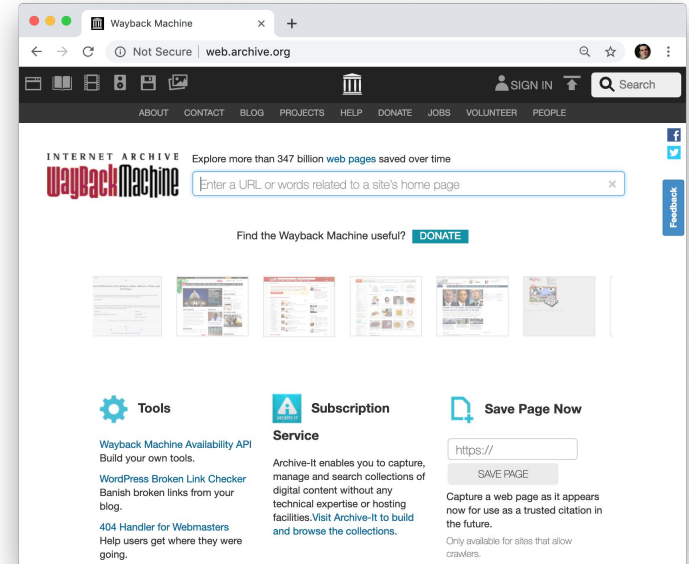 Wayback Machine
Not Secure | web.archive.org
SIGN IN
Search
ABOUT CONTACT BLOG PROJECTS HELP DONATE JOBS VOLUNTEER PEOPLE
INTERNET ARCHIVE
WayBackMachine
Explore more than 347 billion web pages saved over time
Enter a URL or words related to a site's home page
Feedback
Find the Wayback Machine useful? DONATE
Tools
Wayback Machine Availability API
Build your own tools.
WordPress Broken Link Checker
Banish broken links from your
blog.
404 Handler for Webmasters
Help users get where they were
going.
ARCHIVE-IT
Subscription
Service
Archive-It enables you to capture,
manage and search collections of
digital content without any
technical expertise or hosting
facilities.Visit Archive-It to build
and browse the collections.
Save Page Now
https://
SAVE PAGE
Capture a web page as it appears
now for use as a trusted citation in
the future.
Only available for sites that allow
crawlers.